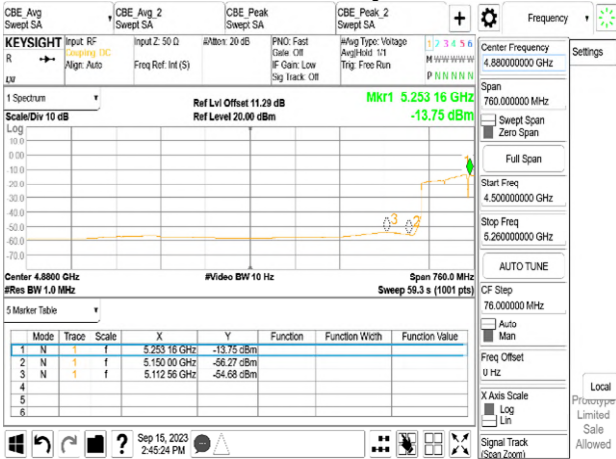 CBE_Avg
Swept SA
CBE_Avg_2
Swept SA
CBE_Peak
Swept SA
CBE_Peak_2
Swept SA
+
Frequency
KEYSIGHT
R
Input: RF
Coupling: DC
Align: Auto
Input Z: 50 Ω
Freq Ref: Int (S)
#Atten: 20 dB
PNO: Fast
Gate: Off
IF Gain: Low
Sig Track: Off
#Avg Type: Voltage
Avg|Hold: 1/1
Trig: Free Run
1 2 3 4 5 6
M W W W W W
P N N N N N
1 Spectrum
Scale/Div 10 dB
Ref Lvl Offset 11.29 dB
Ref Level 20.00 dBm
Mkr1 5.253 16 GHz
-13.75 dBm
Log
10.0
0.00
-10.0
-20.0
-30.0
-40.0
-50.0
-60.0
-70.0
3
2
Center 4.8800 GHz
#Res BW 1.0 MHz
#Video BW 10 Hz
Span 760.0 MHz
Sweep 59.3 s (1001 pts)
5 Marker Table
Mode Trace Scale X Y Function Function Width Function Value
1 N 1 f 5.253 16 GHz -13.75 dBm
2 N 1 f 5.150 00 GHz -56.27 dBm
3 N 1 f 5.112 56 GHz -54.68 dBm
4
5
6
?
Sep 15, 2023
2:45:24 PM
Center Frequency
4.880000000 GHz
Span
760.000000 MHz
Swept Span
Zero Span
Full Span
Start Freq
4.500000000 GHz
Stop Freq
5.260000000 GHz
AUTO TUNE
CF Step
76.000000 MHz
Auto
Man
Freq Offset
0 Hz
X Axis Scale
Log
Lin
Signal Track
(Span Zoom)
Settings
Local
Prototype
Limited
Sale
Allowed